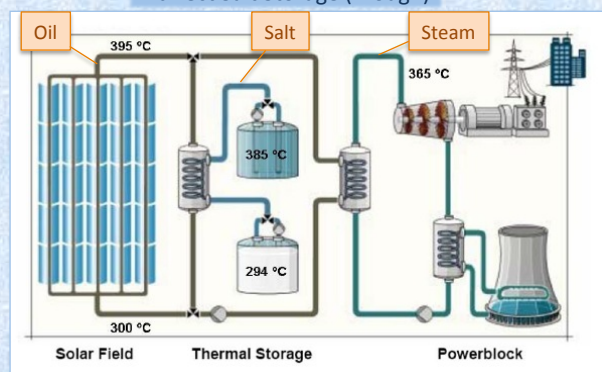 Oil
Salt
Steam
395 ºC
365 ºC
385 ºC
294 ºC
300 ºC
Solar Field
Thermal Storage
Powerblock